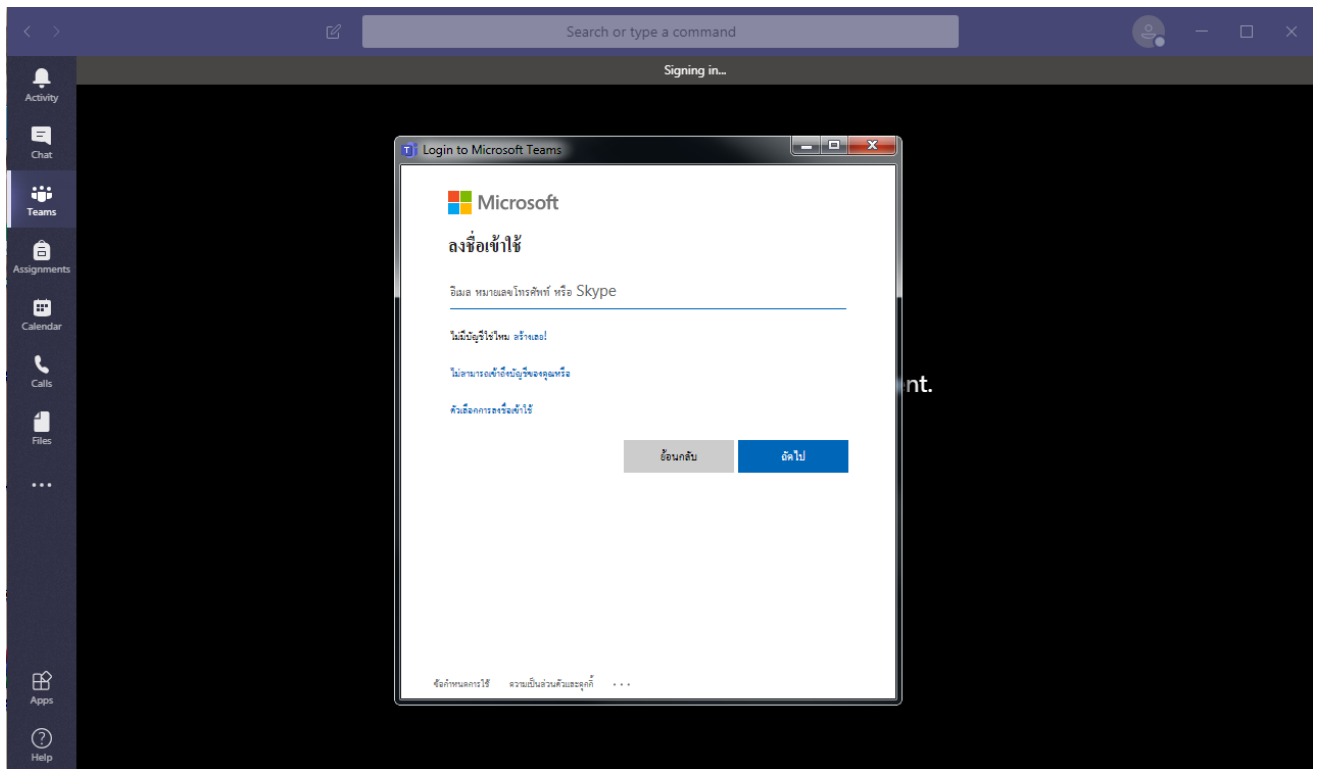 Search or type a command
Signing in...
Activity
Chat
Teams
Assignments
Calendar
Calls
Files
Apps
Help
Login to Microsoft Teams
Microsoft
ลงชื่อเข้าใช้
อีเมล หมายเลขโทรศัพท์ หรือ Skype
ไม่มีบัญชีใช่ไหม สร้างเลย!
ไม่สามารถเข้าถึงบัญชีของคุณหรือ
ตัวเลือกการลงชื่อเข้าใช้
ย้อนกลับ
ถัดไป
nt.
ข้อกำหนดการใช้ ความเป็นส่วนตัวและคุกกี้